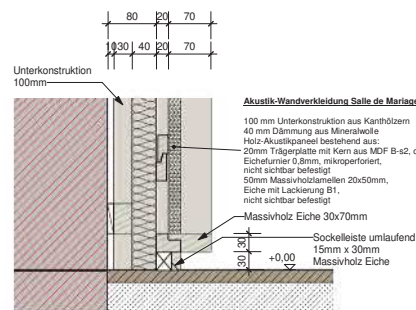 80 20 70
10 30 40 20 70
Unterkonstruktion
100mm
Akustik-Wandverkleidung Salle de Mariage
100 mm Unterkonstruktion aus Kanthölzern
40 mm Dämmung aus Mineralwolle
Holz-Akustikpaneel bestehend aus:
20mm Trägerplatte mit Kern aus MDF B-s2, d
Eichefurnier 0,8mm, mikroperforiert,
nicht sichtbar befestigt
50mm Massivholzlamellen 20x50mm,
Eiche mit Lackierung B1,
nicht sichtbar befestigt
Massivholz Eiche 30x70mm
Sockelleiste umlaufend
15mm x 30mm
Massivholz Eiche
30
30
+0,00